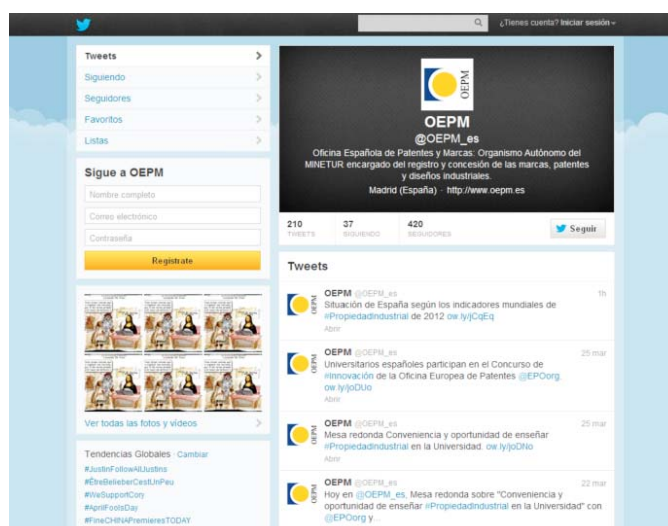 ¿Tienes cuenta? Iniciar sesión
Tweets
Siguiendo
Seguidores
Favoritos
Listas
Sigue a OEPM
Nombre completo
Correo electrónico
Contraseña
Regístrate
Ver todas las fotos y vídeos
Tendencias Globales · Cambiar
#JustinFollowAllJustins
#ÊtreBelieberCestUnPeu
#WeSupportCory
#AprilFoolsDay
#FineCHINAPremieresTODAY
OEPM
OEPM
@OEPM_es
Oficina Española de Patentes y Marcas: Organismo Autónomo del
MINETUR encargado del registro y concesión de las marcas, patentes
y diseños industriales.
Madrid (España) · http://www.oepm.es
210 37 420
TWEETS SIGUIENDO SEGUIDORES
Seguir
Tweets
OEPM @OEPM_es 1h
Situación de España según los indicadores mundiales de
#PropiedadIndustrial de 2012 ow.ly/jCqEq
Abrir
OEPM @OEPM_es 25 mar
Universitarios españoles participan en el Concurso de
#Innovación de la Oficina Europea de Patentes @EPOorg.
ow.ly/joDUo
Abrir
OEPM @OEPM_es 25 mar
Mesa redonda Conveniencia y oportunidad de enseñar
#PropiedadIndustrial en la Universidad. ow.ly/joDNo
Abrir
OEPM @OEPM_es 22 mar
Hoy en @OEPM_es, Mesa redonda sobre "Conveniencia y
oportunidad de enseñar #PropiedadIndustrial en la Universidad" con
@EPOorg y...